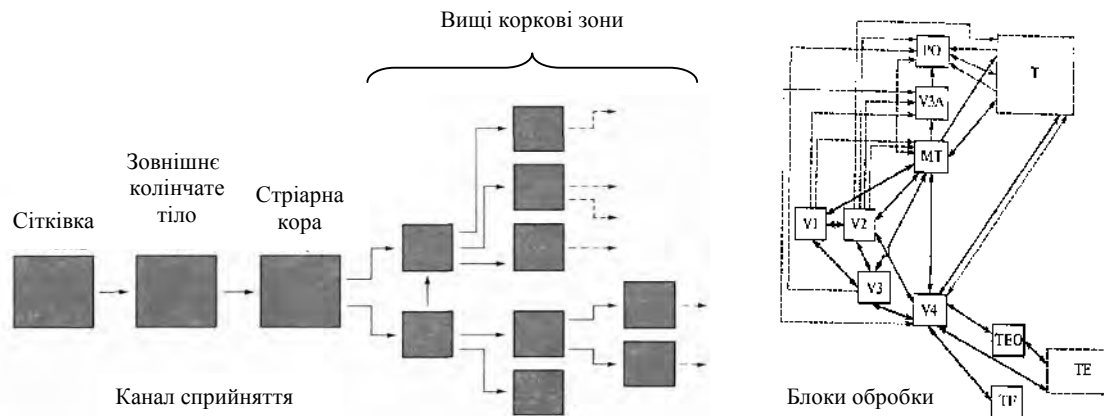 Вищі коркові зони
Зовнішнє
колінчате
тіло
Сітківка
Стріарна
кора
Канал сприйняття
PO
T
V3A
MT
V1
V2
V3
V4
TEO
TE
TF
Блоки обробки